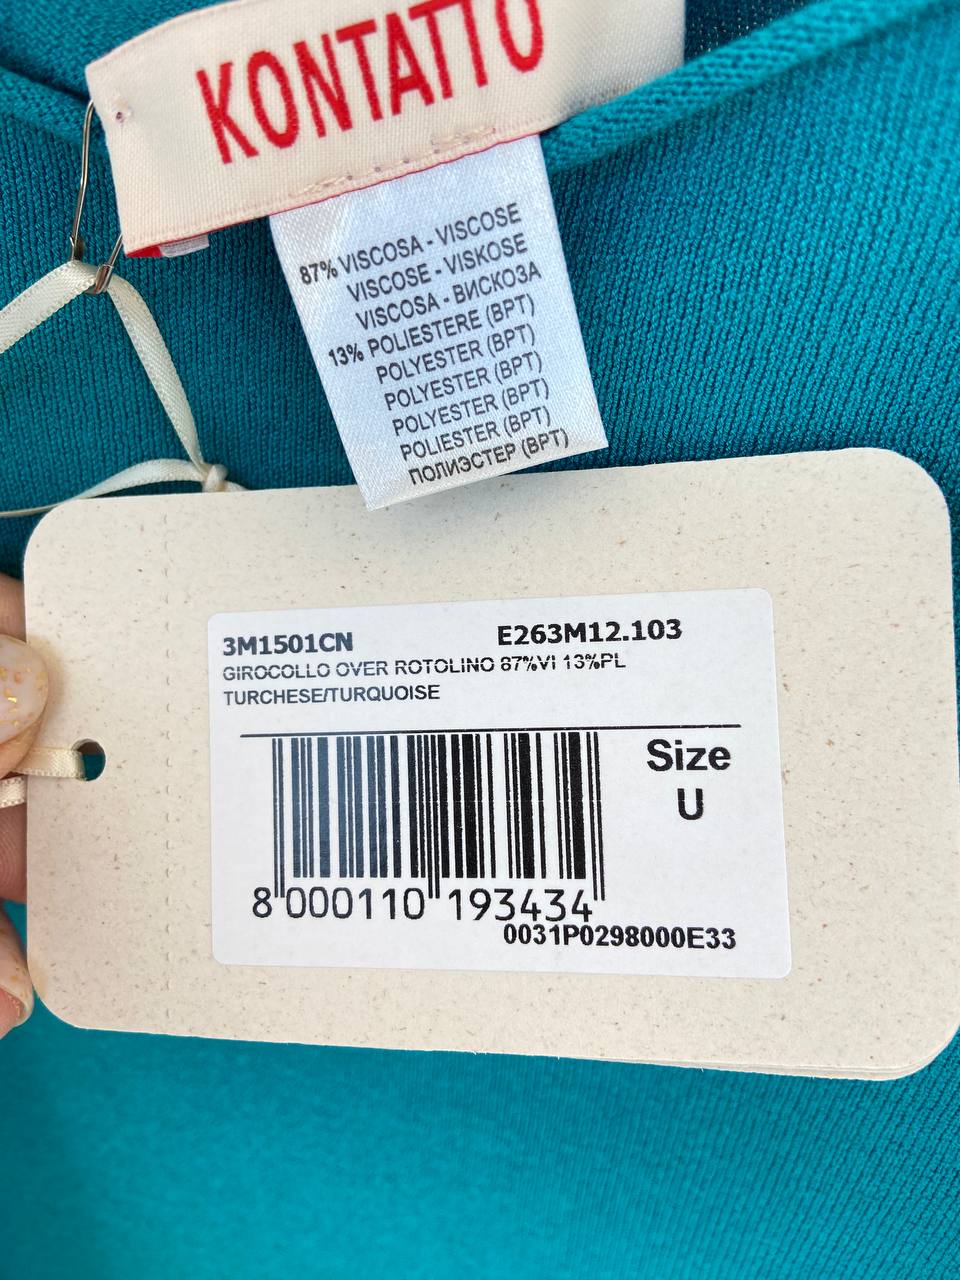 KONTATTO
87% VISCOSA - VISCOSE
VISCOSE - VISKOSE
VISCOSA - ВИСКОЗА
13% POLIESTERE (BPT)
POLYESTER (BPT)
POLYESTER (BPT)
POLYESTER (BPT)
POLIESTER (BPT)
ПОЛИЭСТЕР (BPT)
3M1501CN E263M12.103
GIROCOLLO OVER ROTOLINO 87%VI 13%PL
TURCHESE/TURQUOISE
Size
U
8 000110 193434
0031P0298000E33